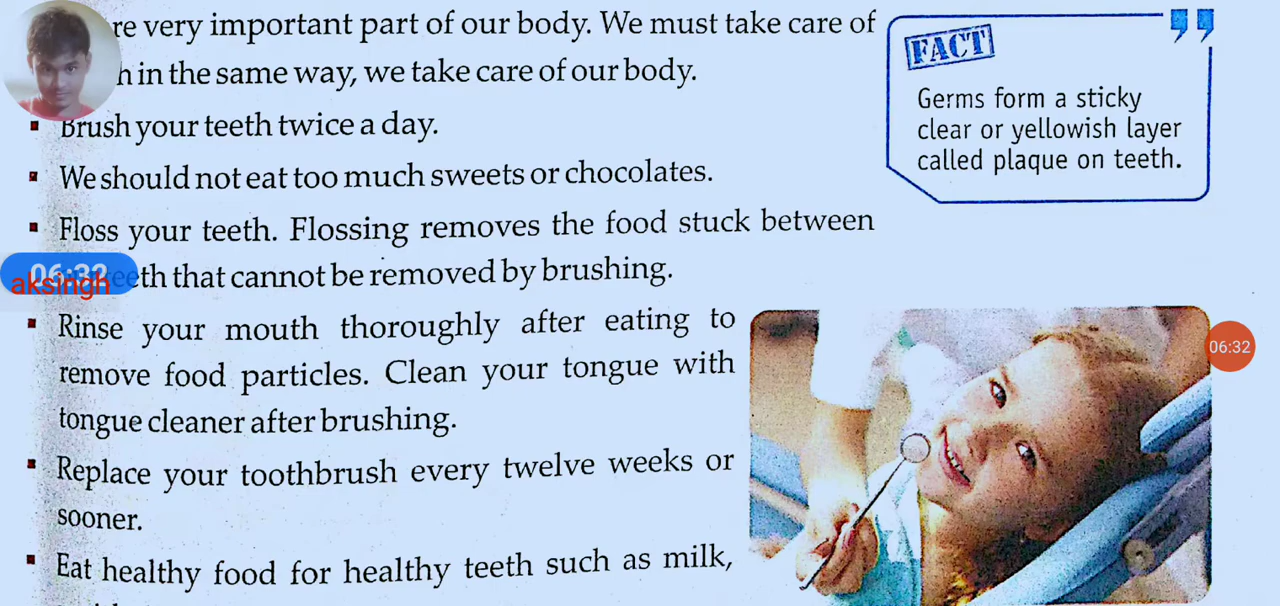 re very important part of our body. We must take care of
h in the same way, we take care of our body.
Brush your teeth twice a day.
We should not eat too much sweets or chocolates.
Floss your teeth. Flossing removes the food stuck between
teeth that cannot be removed by brushing.
Rinse your mouth thoroughly after eating to
remove food particles. Clean your tongue with
tongue cleaner after brushing.
Replace your toothbrush every twelve weeks or
sooner.
Eat healthy food for healthy teeth such as milk,
FACT
Germs form a sticky
clear or yellowish layer
called plaque on teeth.
06:32
aksingh
06:32